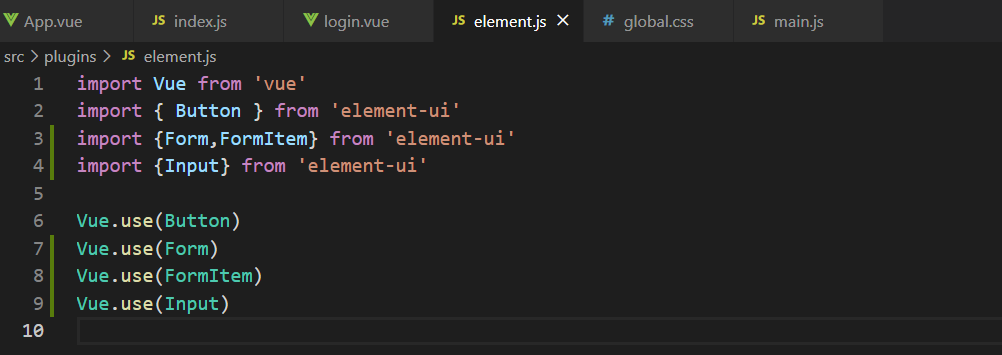 App.vue JS index.js login.vue JS element.js × # global.css JS main.js
src > plugins > JS element.js
1 import Vue from 'vue'
2 import { Button } from 'element-ui'
3 import {Form,FormItem} from 'element-ui'
4 import {Input} from 'element-ui'
5
6 Vue.use(Button)
7 Vue.use(Form)
8 Vue.use(FormItem)
9 Vue.use(Input)
10